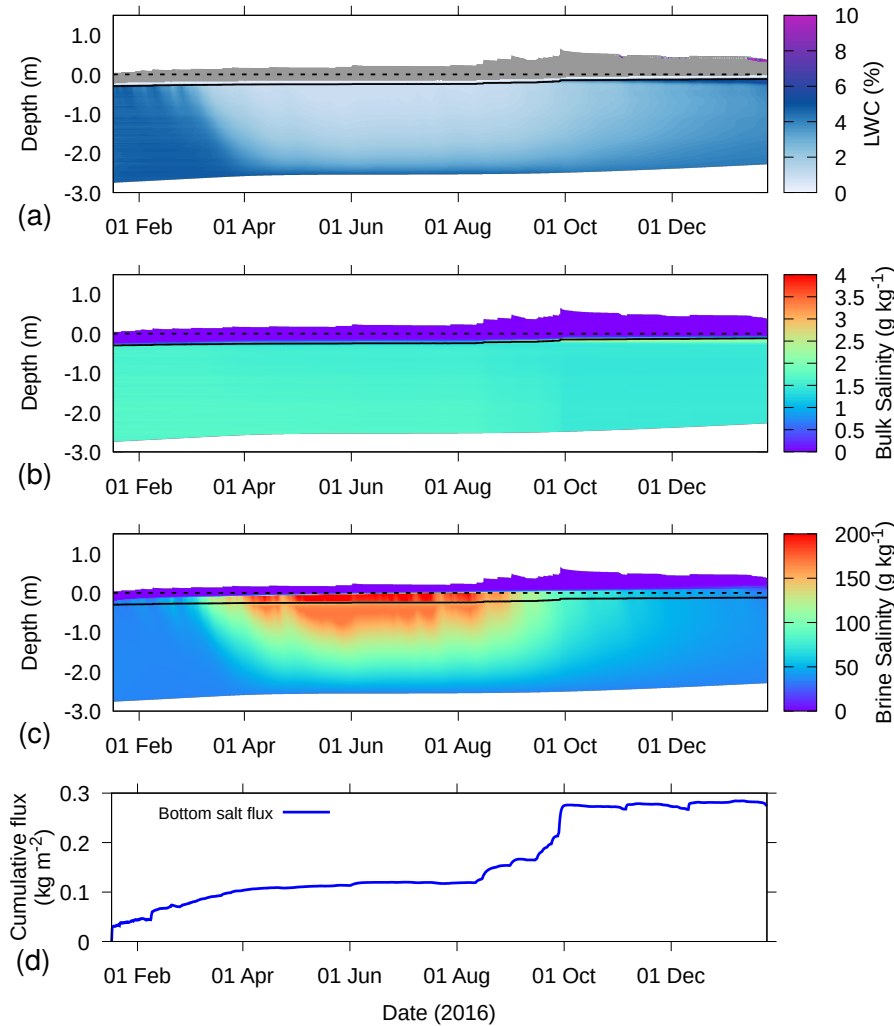 1.0
0.0
-1.0
-2.0
-3.0
Depth (m)
01 Feb 01 Apr 01 Jun 01 Aug 01 Oct 01 Dec
10
8
6
4
2
0
LWC (%)
(a)
1.0
0.0
-1.0
-2.0
-3.0
Depth (m)
01 Feb 01 Apr 01 Jun 01 Aug 01 Oct 01 Dec
4
3.5
3
2.5
2
1.5
1
0.5
0
Bulk Salinity (g kg-1)
(b)
1.0
0.0
-1.0
-2.0
-3.0
Depth (m)
01 Feb 01 Apr 01 Jun 01 Aug 01 Oct 01 Dec
200
150
100
50
0
Brine Salinity (g kg-1)
(c)
0.3
0.2
0.1
0
Cumulative flux
(kg m-2)
Bottom salt flux
01 Feb 01 Apr 01 Jun 01 Aug 01 Oct 01 Dec
(d)
Date (2016)